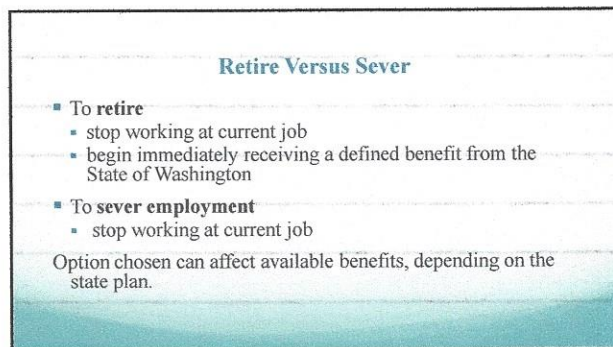 Retire Versus Sever
▪ To retire
▪ stop working at current job
▪ begin immediately receiving a defined benefit from the
State of Washington
▪ To sever employment
▪ stop working at current job
Option chosen can affect available benefits, depending on the
state plan.